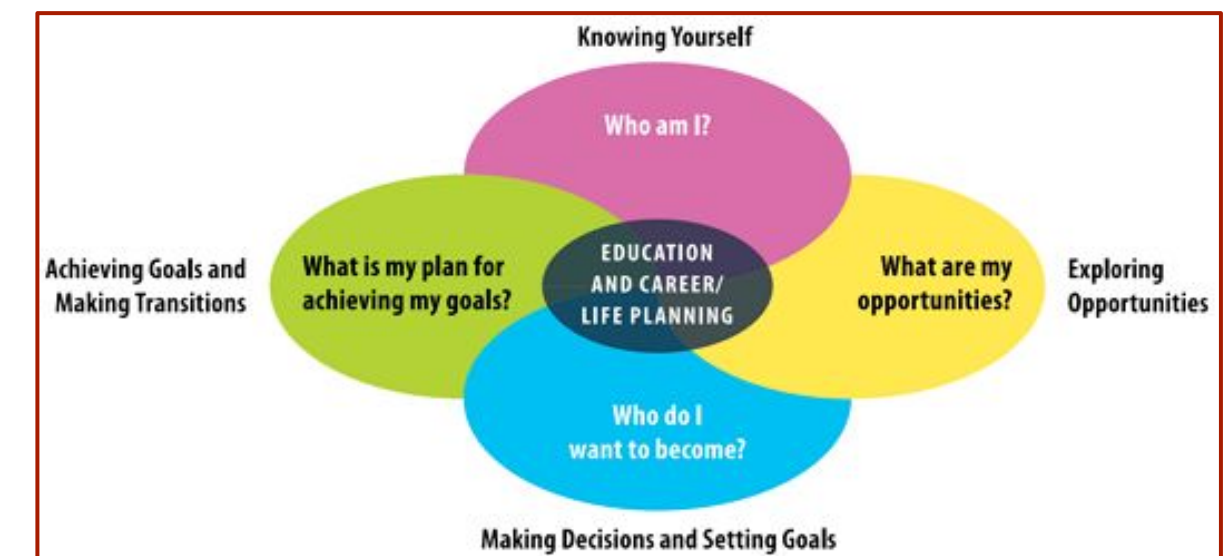 Knowing Yourself
Who am I?
Achieving Goals and
Making Transitions
What is my plan for
achieving my goals?
EDUCATION
AND CAREER/
LIFE PLANNING
What are my
opportunities?
Exploring
Opportunities
Who do I
want to become?
Making Decisions and Setting Goals